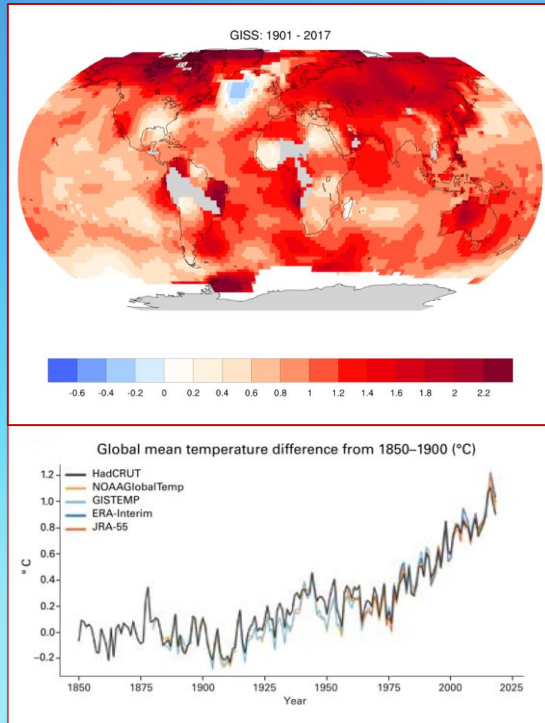 GISS: 1901 - 2017
-0.6 -0.4 -0.2 0 0.2 0.4 0.6 0.8 1 1.2 1.4 1.6 1.8 2 2.2
Global mean temperature difference from 1850–1900 (°C)
HadCRUT
NOAAGlobalTemp
GISTEMP
ERA-Interim
JRA-55
1.2
1.0
0.8
0.6
0.4
0.2
0.0
−0.2
°C
1850 1875 1900 1925 1950 1975 2000 2025
Year